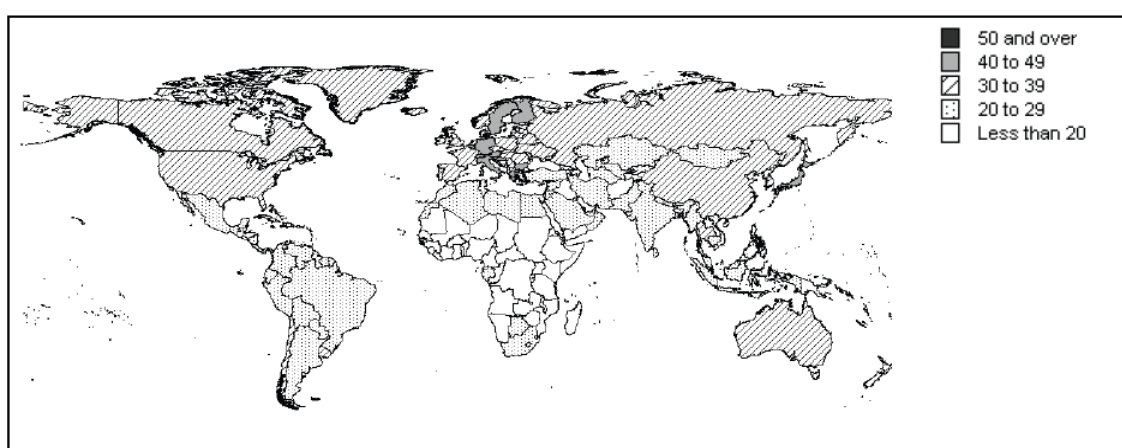 50 and over
40 to 49
30 to 39
20 to 29
Less than 20